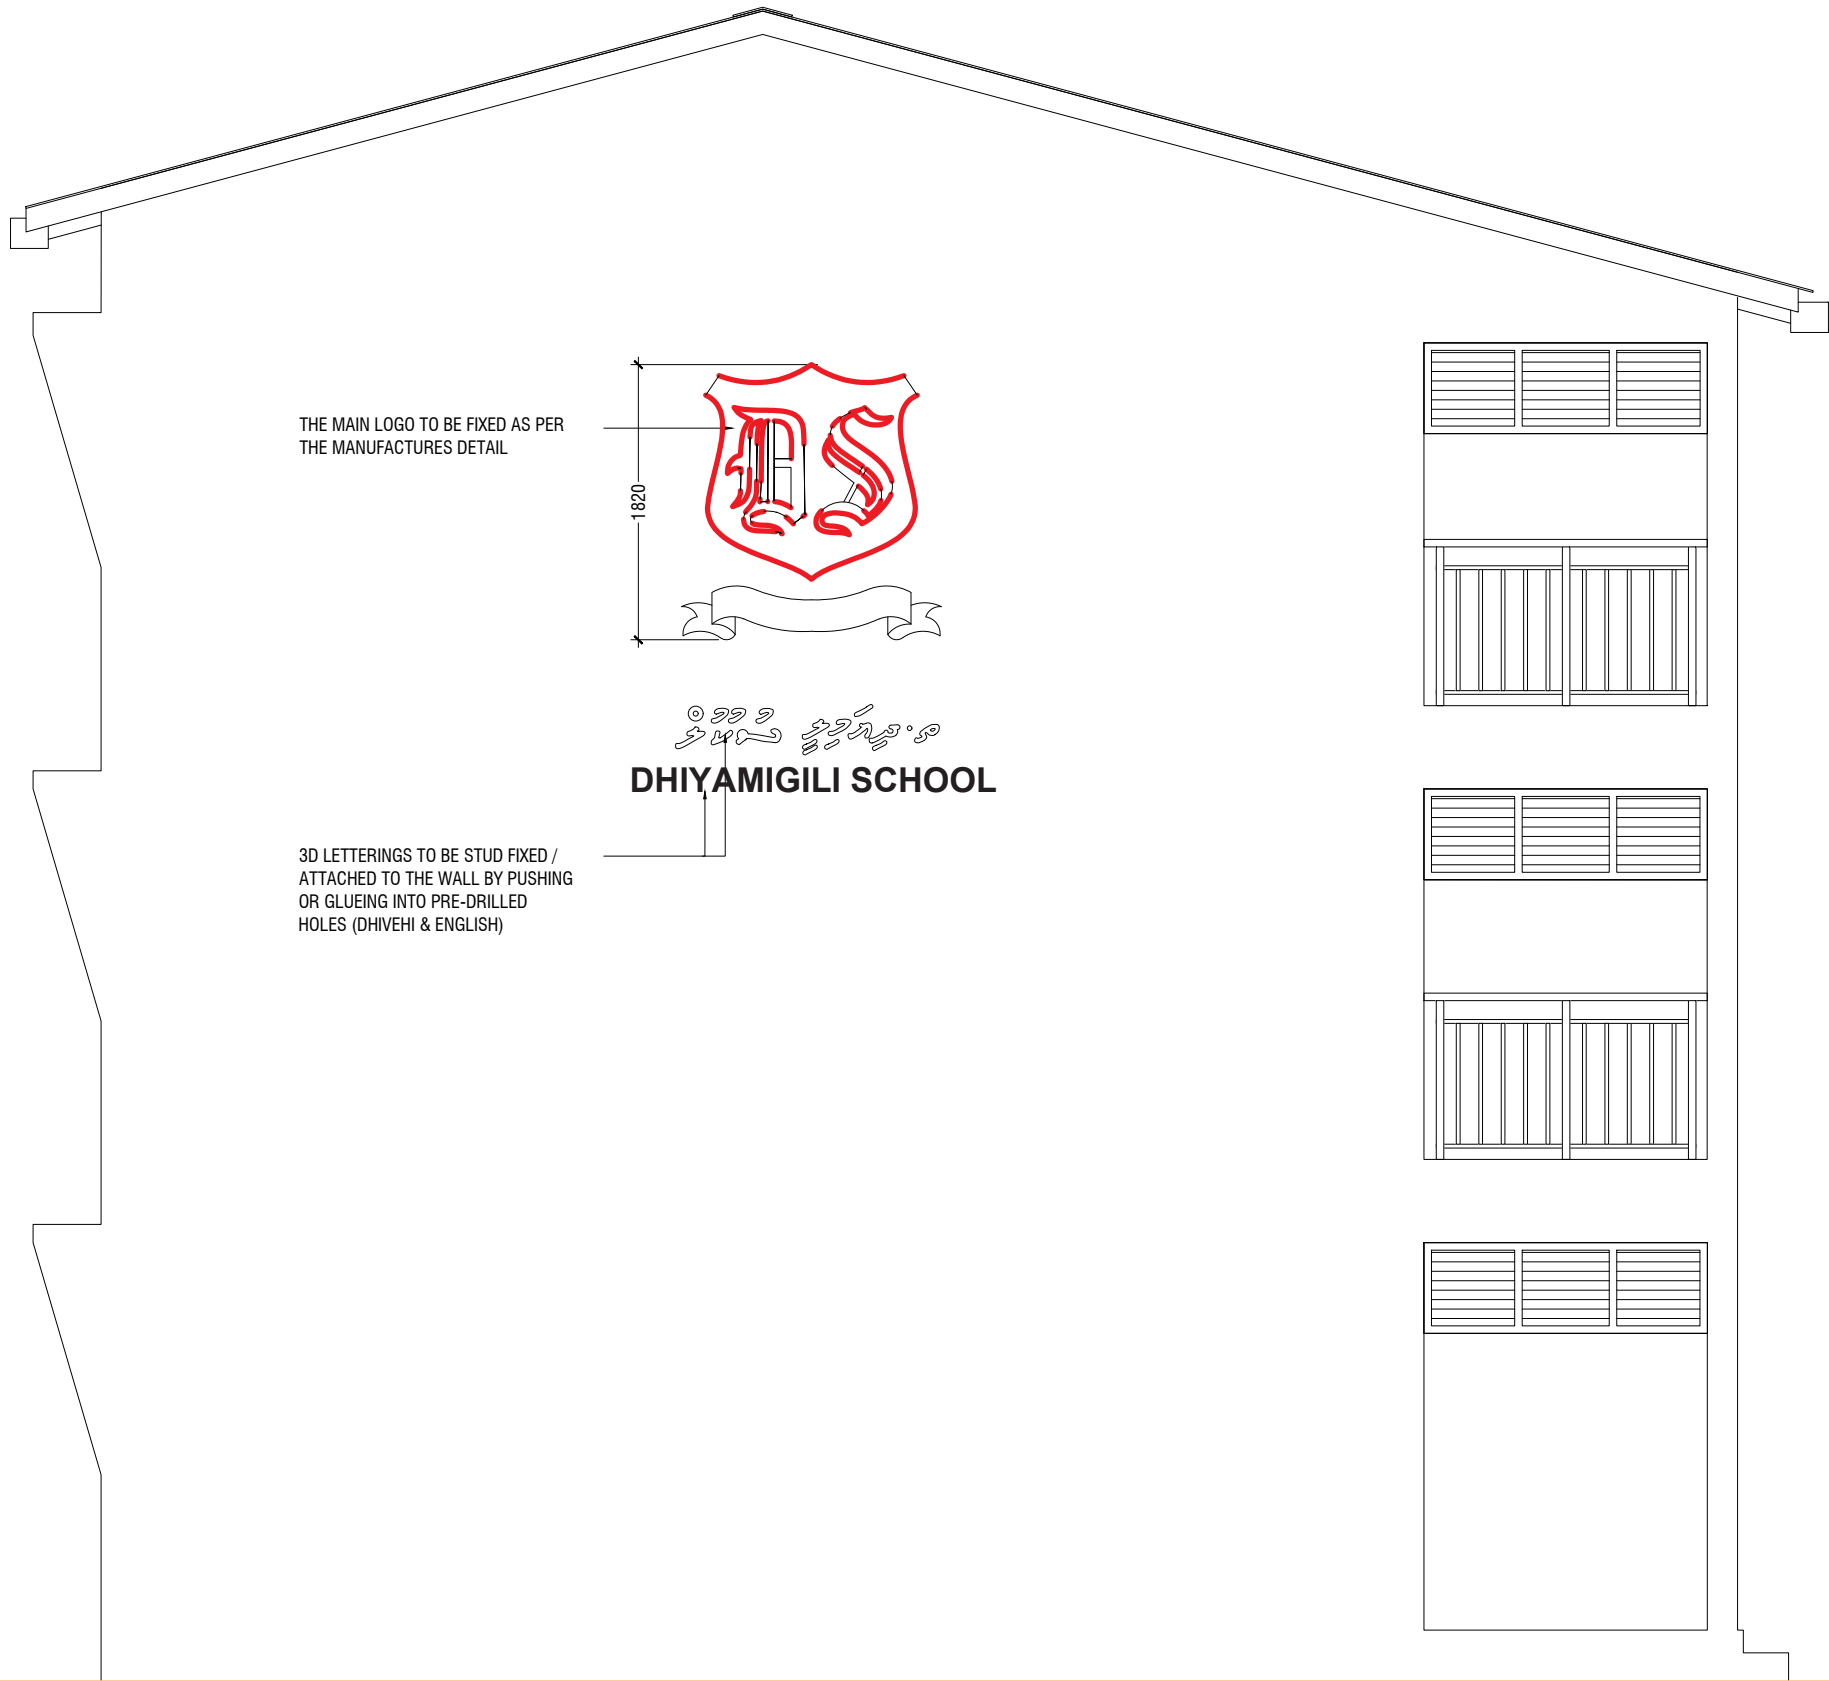 THE MAIN LOGO TO BE FIXED AS PER
THE MANUFACTURES DETAIL
1820
DS
ތ. ދިޔަމިގިލީ ސްކޫލް
DHIYAMIGILI SCHOOL
3D LETTERINGS TO BE STUD FIXED /
ATTACHED TO THE WALL BY PUSHING
OR GLUEING INTO PRE-DRILLED
HOLES (DHIVEHI & ENGLISH)